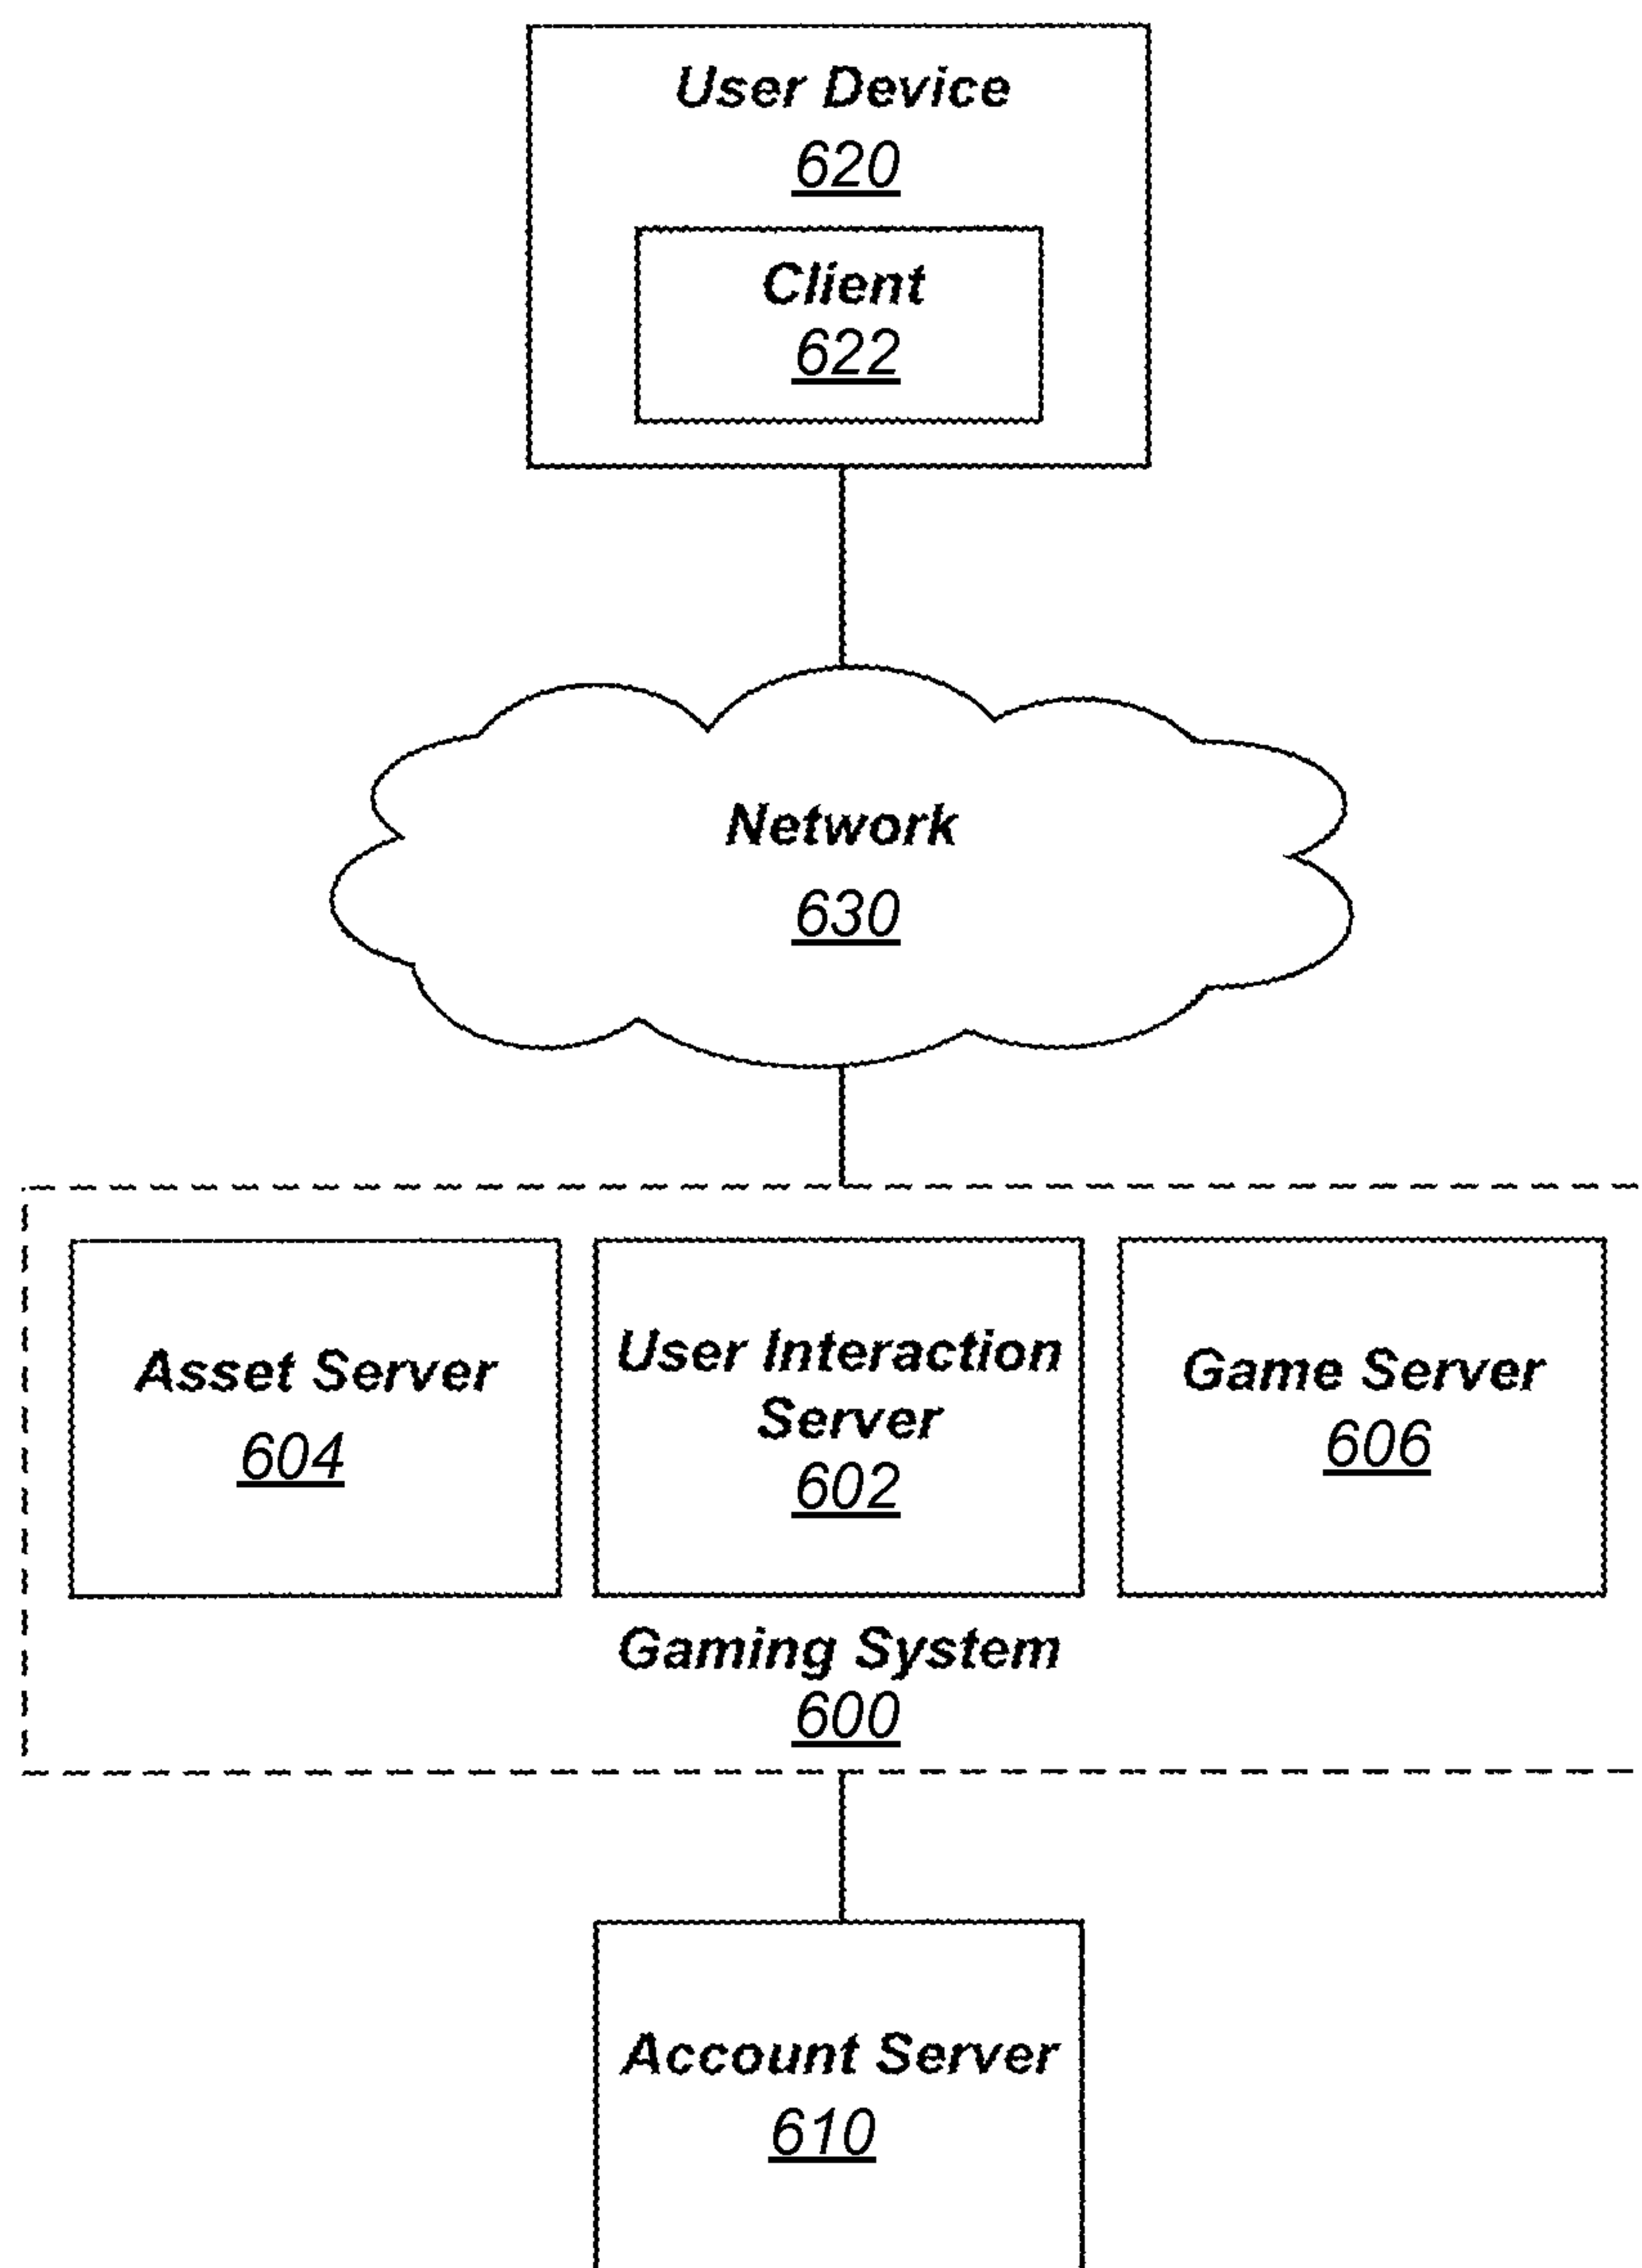 User Device
620
Client
622
Network
630
Asset Server
604
User Interaction
Server
602
Game Server
606
Gaming System
600
Account Server
610